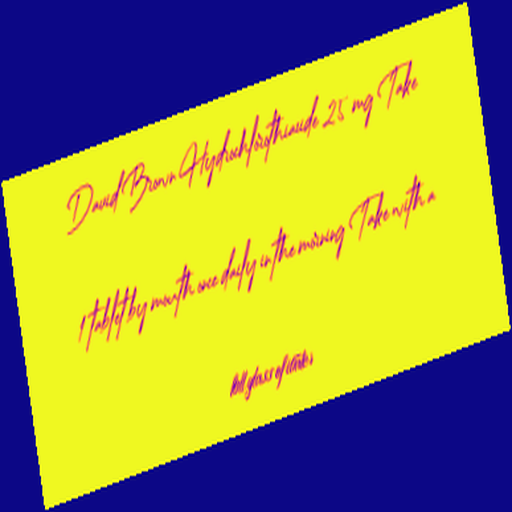 David Brown Hydrochlorothiazide 25 mg Take
1 tablet by mouth once daily in the morning Take with a
full glass of water